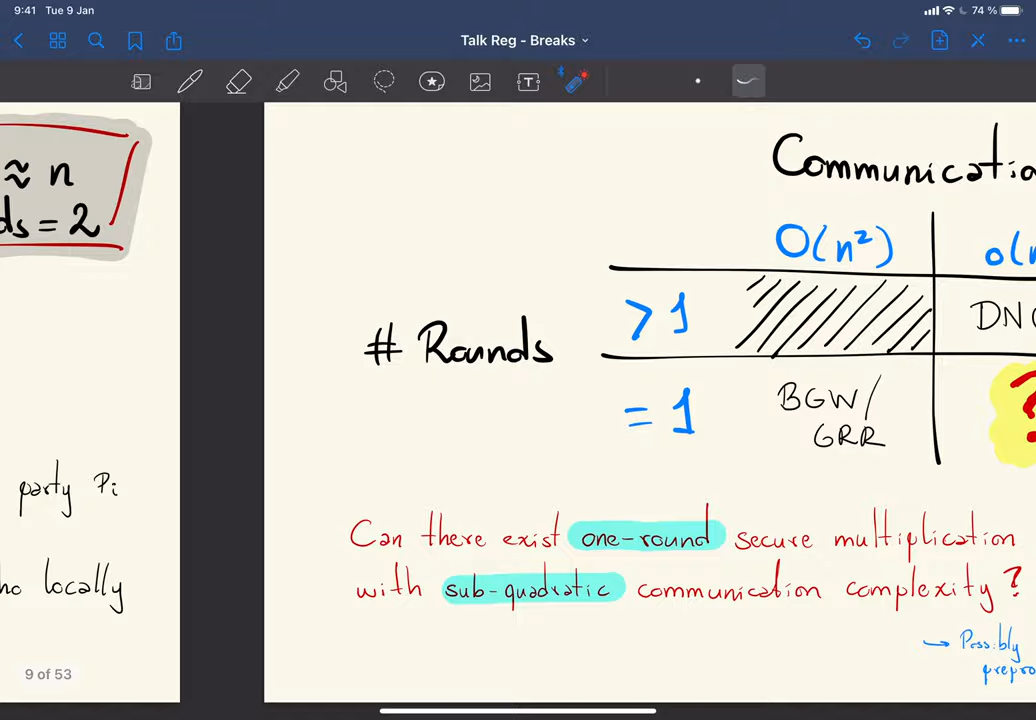 9:41 Tue 9 Jan
74 %
Talk Reg - Breaks
≈ n
ds = 2
party Pi
ho locally
9 of 53
Communicatio
O(n²)
o(n
# Rounds
> 1
DN
= 1
BGW/
GRR
?
Can there exist one-round secure multiplication
with sub-quadratic communication complexity?
→ Possibly
prepro